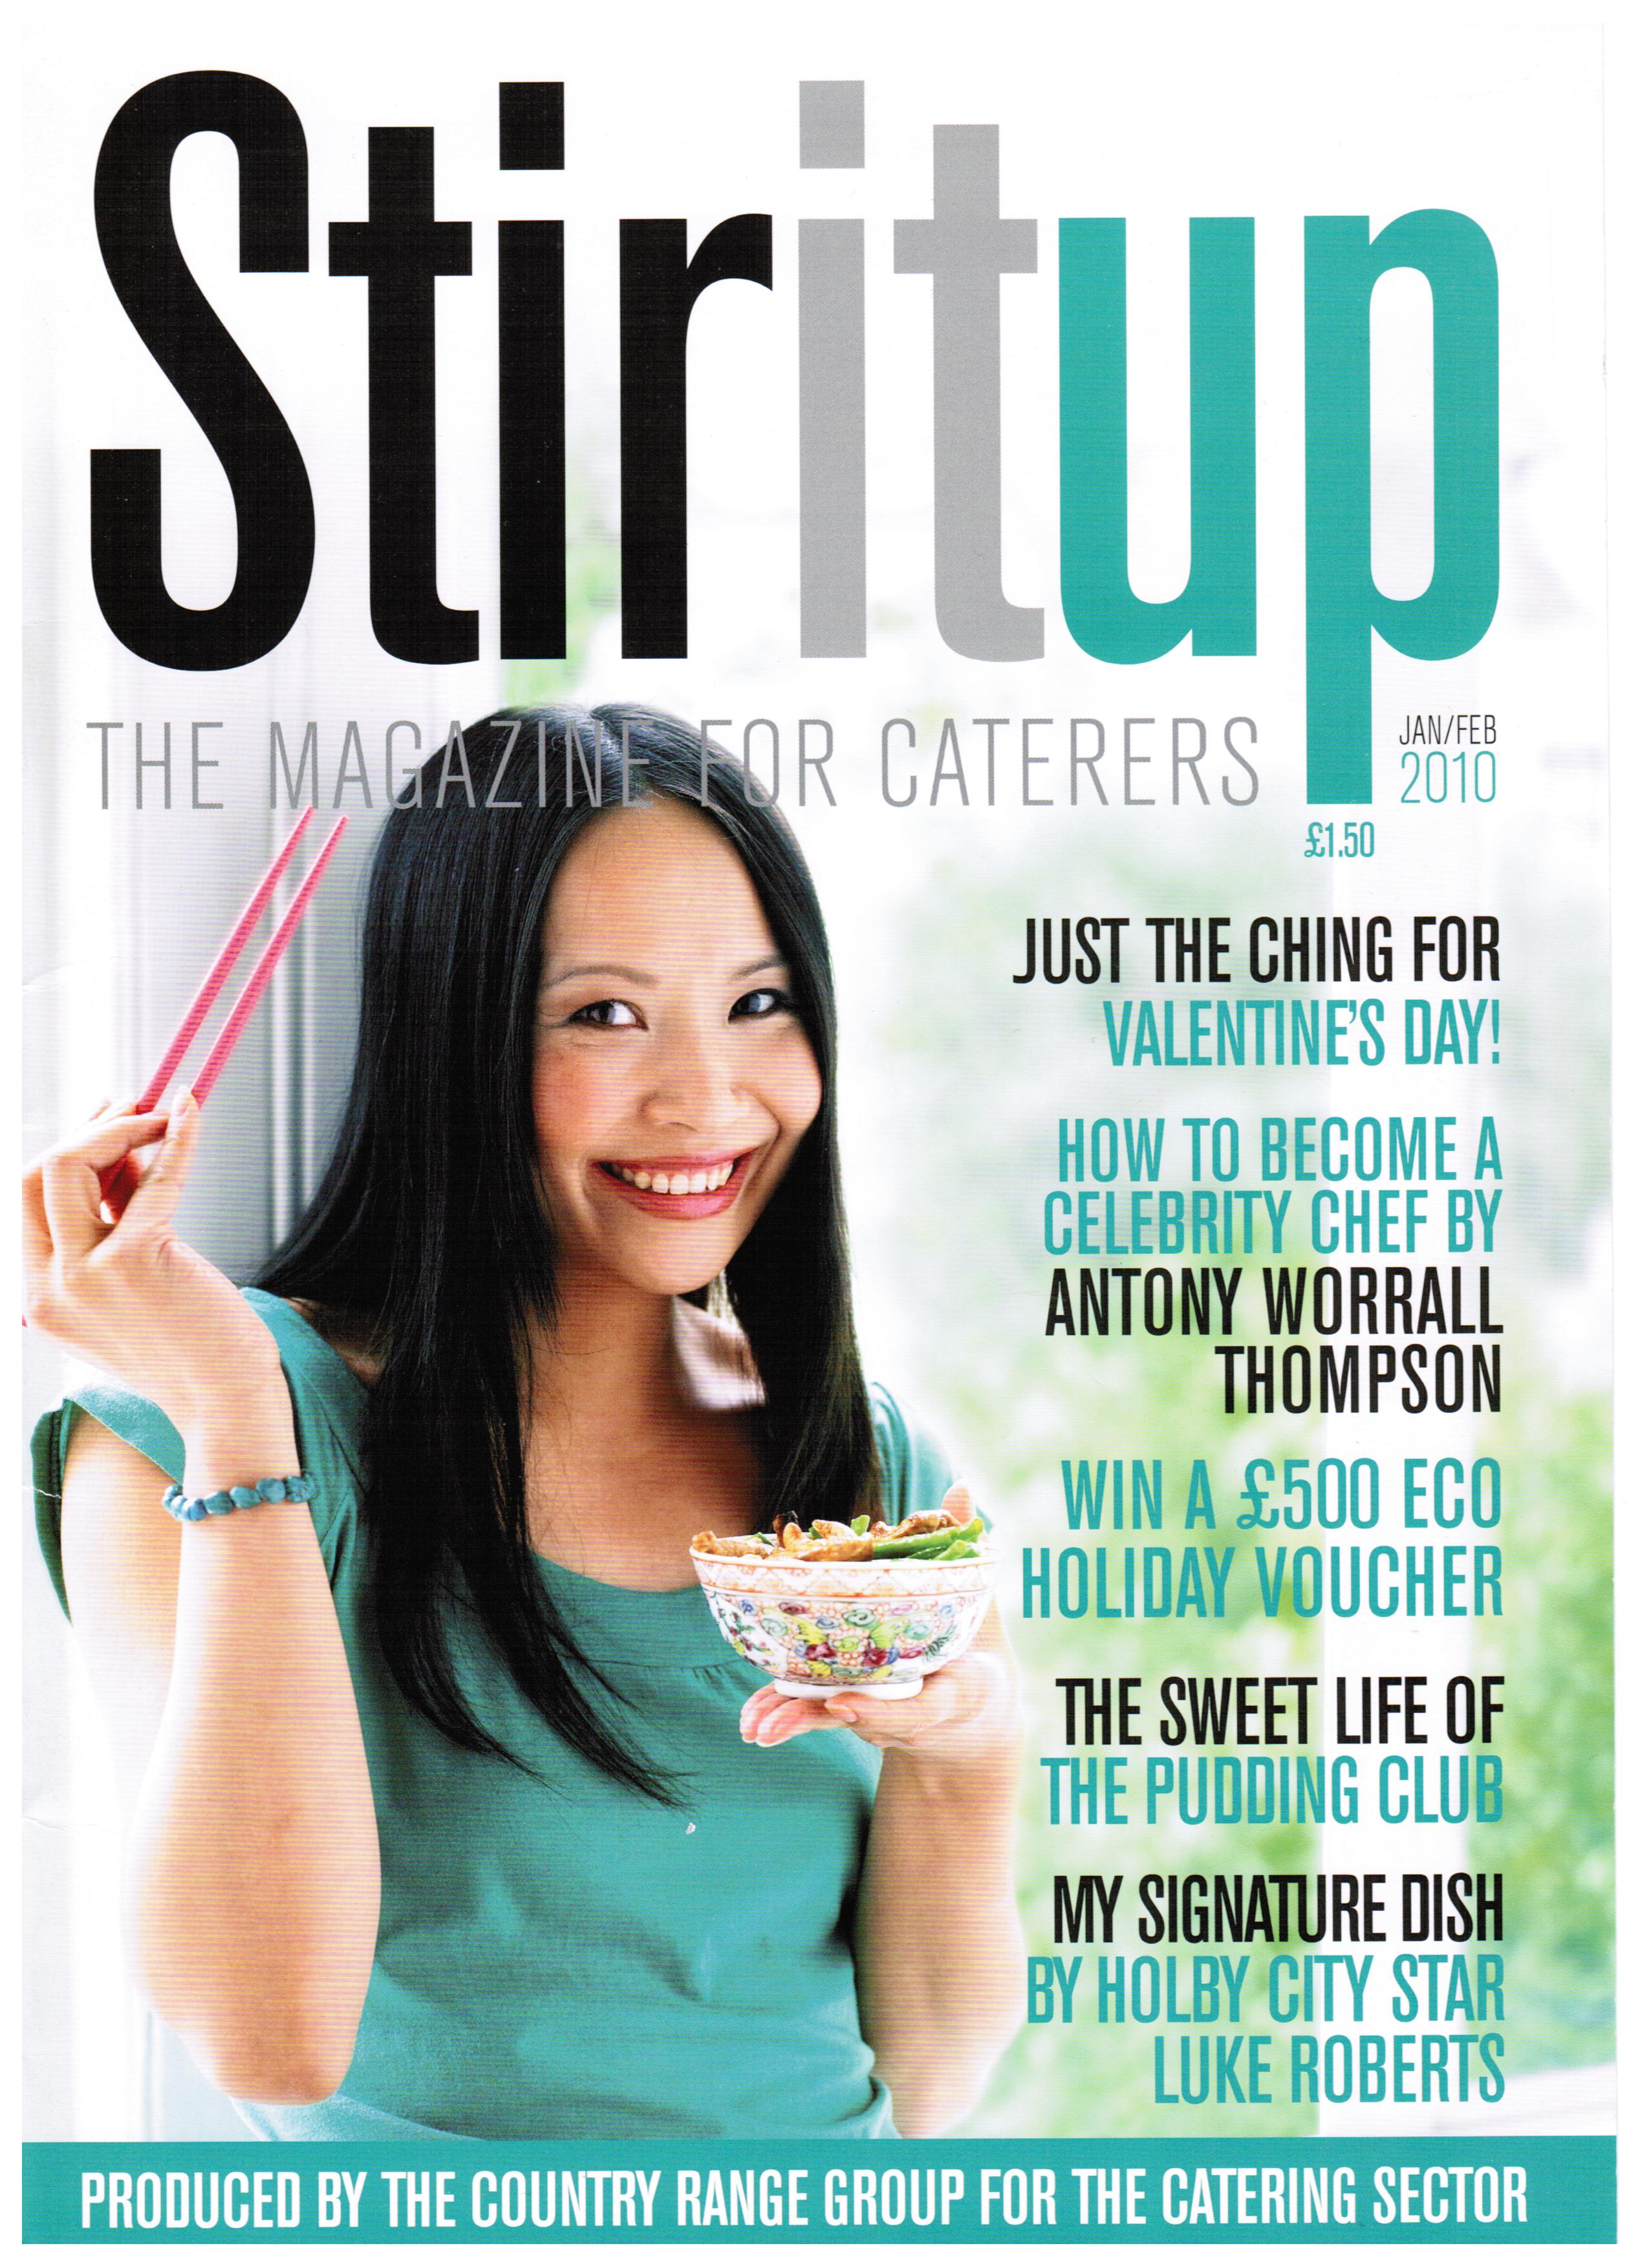 Stiritup
THE MAGAZINE FOR CATERERS
JAN/FEB
2010
£1.50
JUST THE CHING FOR
VALENTINE'S DAY!
HOW TO BECOME A
CELEBRITY CHEF BY
ANTONY WORRALL
THOMPSON
WIN A £500 ECO
HOLIDAY VOUCHER
THE SWEET LIFE OF
THE PUDDING CLUB
MY SIGNATURE DISH
BY HOLBY CITY STAR
LUKE ROBERTS
PRODUCED BY THE COUNTRY RANGE GROUP FOR THE CATERING SECTOR